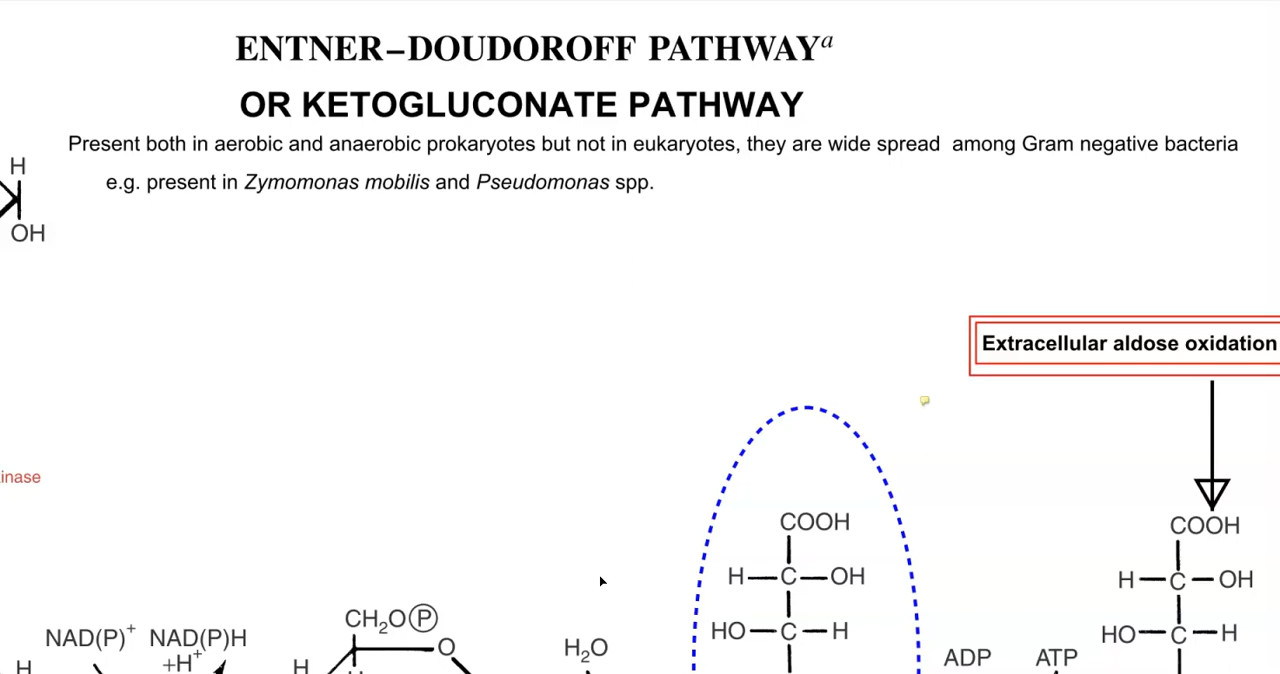 ENTNER–DOUDOROFF PATHWAYa
OR KETOGLUCONATE PATHWAY
Present both in aerobic and anaerobic prokaryotes but not in eukaryotes, they are wide spread  among Gram negative bacteria
e.g. present in Zymomonas mobilis and Pseudomonas spp.
H
OH
Extracellular aldose oxidation
inase
COOH
H—C—OH
HO—C—H
COOH
H—C—OH
HO—C—H
NAD(P)+ NAD(P)H
+H+
H
CH2OP
O
H
H
H2O
ADP
ATP